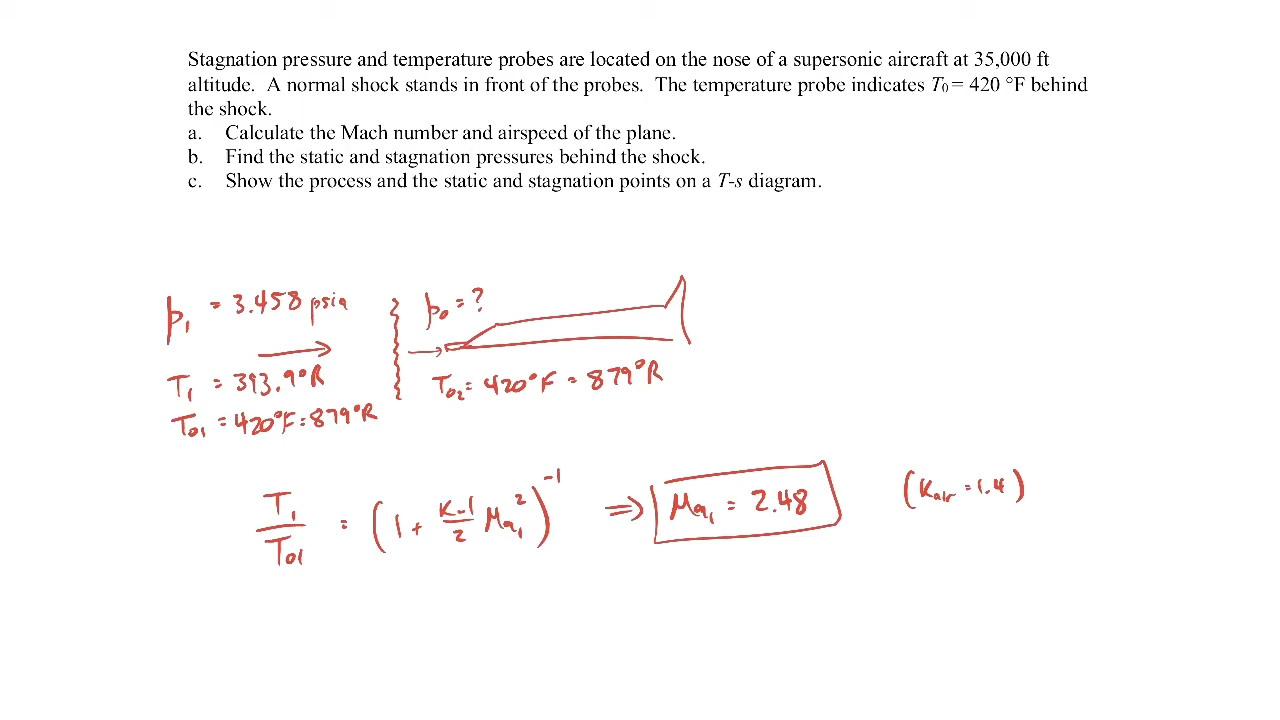 Stagnation pressure and temperature probes are located on the nose of a supersonic aircraft at 35,000 ft
altitude. A normal shock stands in front of the probes. The temperature probe indicates T₀ = 420 °F behind
the shock.
a. Calculate the Mach number and airspeed of the plane.
b. Find the static and stagnation pressures behind the shock.
c. Show the process and the static and stagnation points on a T-s diagram.
p₁ = 3.458 psia
p₀ = ?
T₁ = 393.9°R
T₀₂ = 420°F = 879°R
T₀₁ = 420°F = 879°R
T₁/T₀₁ = (1 + (k-1)/2 Ma₁²)⁻¹ ⇒ Ma₁ = 2.48 (k_air = 1.4)